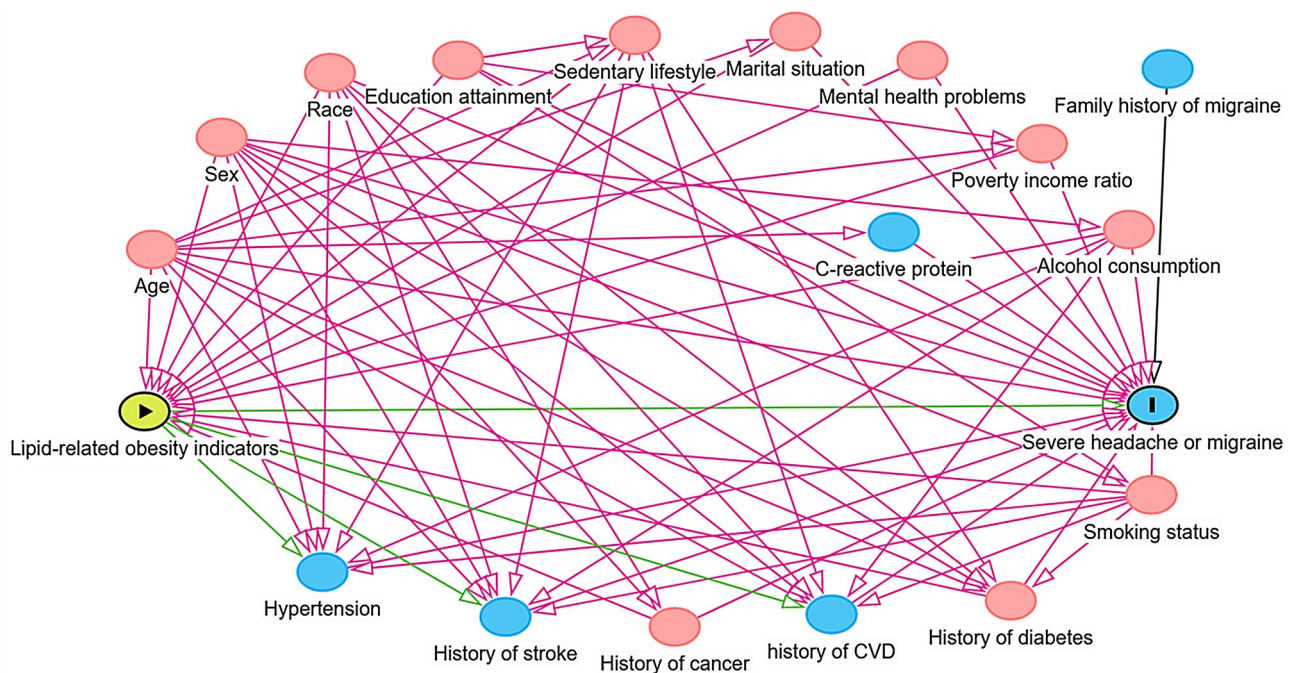 Sedentary lifestyle
Marital situation
Education attainment
Mental health problems
Race
Family history of migraine
Sex
Poverty income ratio
C-reactive protein
Alcohol consumption
Age
Lipid-related obesity indicators
Severe headache or migraine
Smoking status
Hypertension
History of stroke
History of cancer
history of CVD
History of diabetes